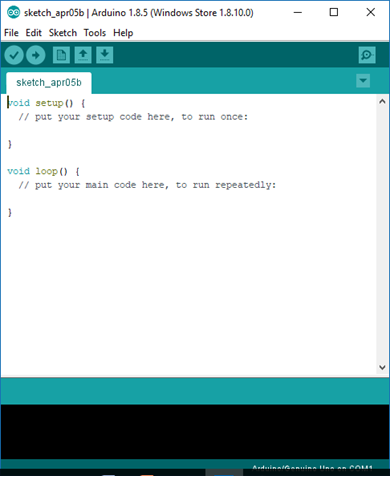 sketch_apr05b | Arduino 1.8.5 (Windows Store 1.8.10.0)
File Edit Sketch Tools Help
sketch_apr05b
void setup() {
  // put your setup code here, to run once:
}
void loop() {
  // put your main code here, to run repeatedly:
}
Arduino/Genuino Uno on COM1